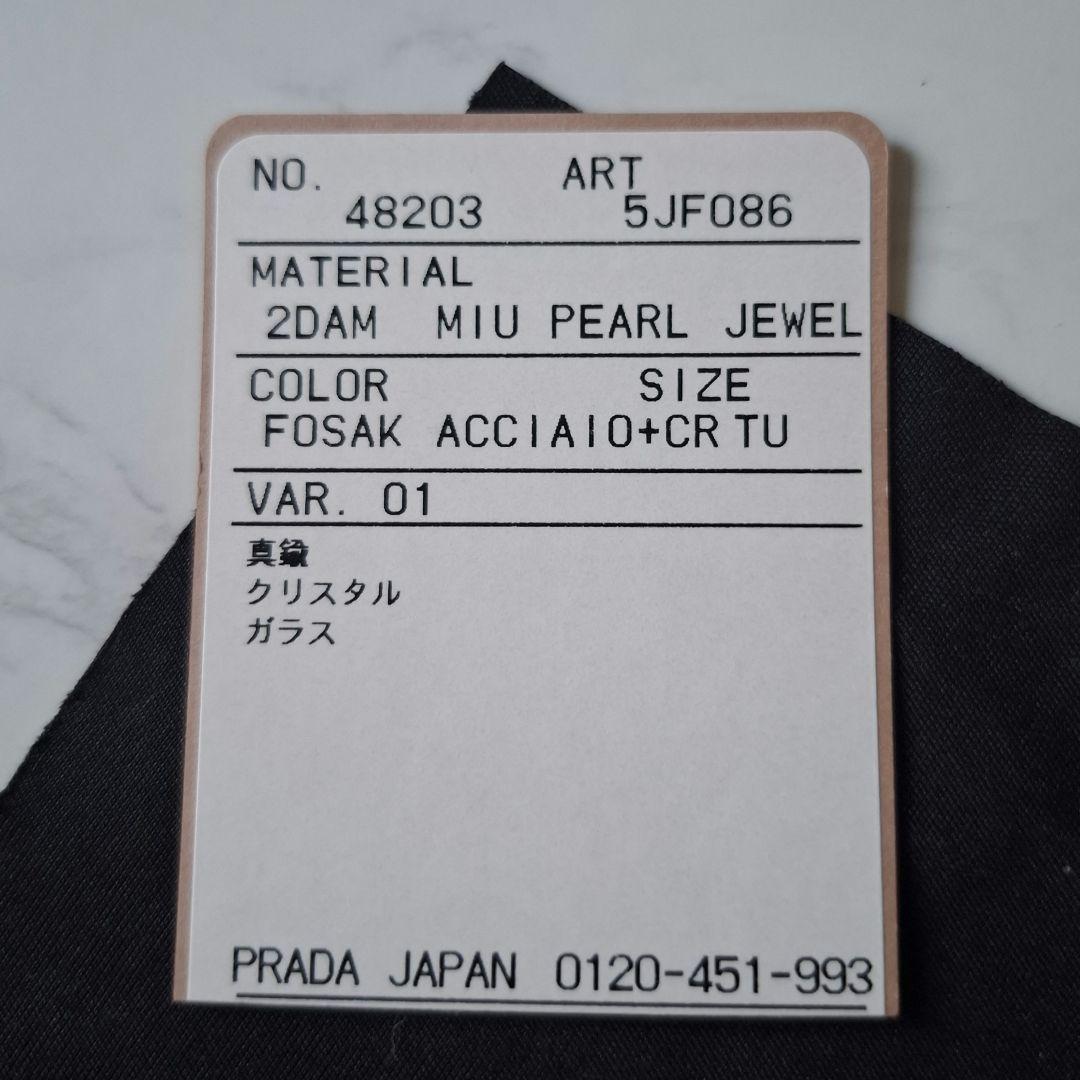 NO. ART
48203 5JF086
MATERIAL
2DAM MIU PEARL JEWEL
COLOR SIZE
F0SAK ACCIAIO+CR TU
VAR. 01
真鍮
クリスタル
ガラス
PRADA JAPAN 0120-451-993